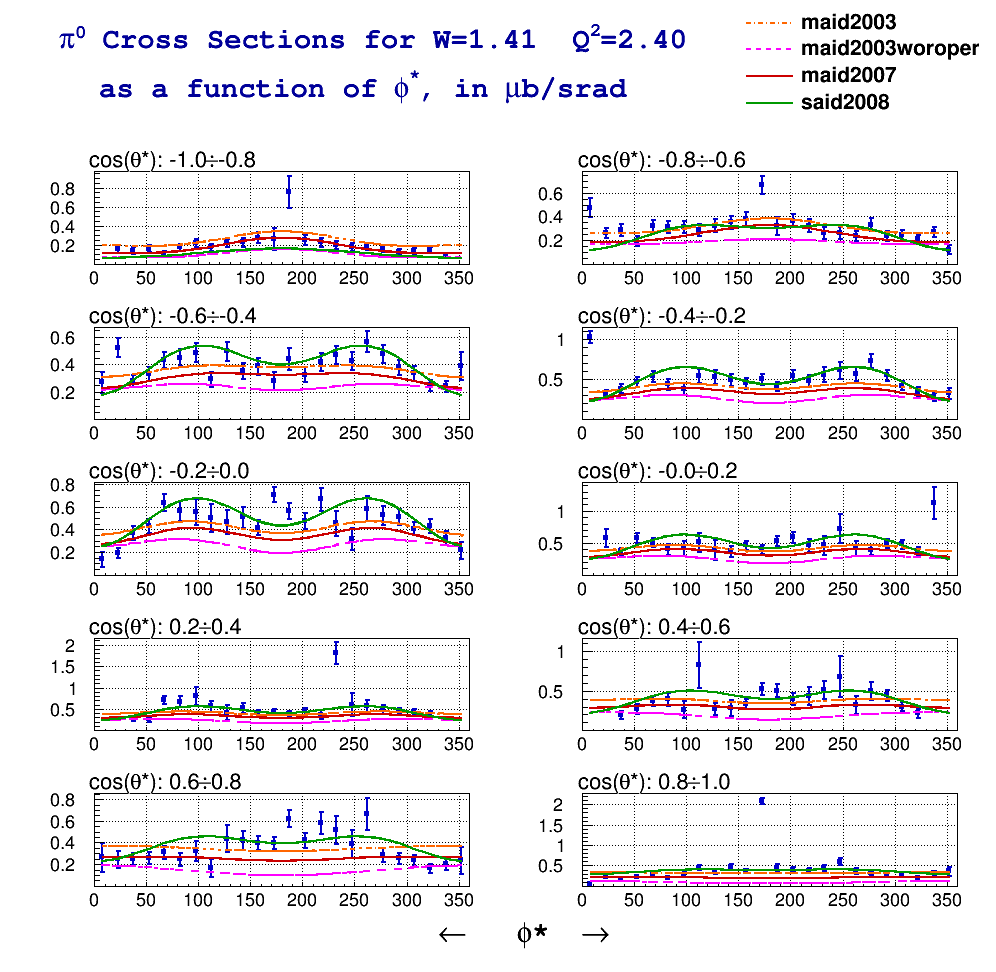 π⁰ Cross Sections for W=1.41 Q²=2.40
as a function of ϕ*, in μb/srad
maid2003
maid2003woroper
maid2007
said2008
cos(θ*): -1.0÷-0.8
0.8
0.6
0.4
0.2
0 50 100 150 200 250 300 350
cos(θ*): -0.8÷-0.6
0.6
0.4
0.2
0 50 100 150 200 250 300 350
cos(θ*): -0.6÷-0.4
0.6
0.4
0.2
0 50 100 150 200 250 300 350
cos(θ*): -0.4÷-0.2
1
0.5
0 50 100 150 200 250 300 350
cos(θ*): -0.2÷0.0
0.8
0.6
0.4
0.2
0 50 100 150 200 250 300 350
cos(θ*): -0.0÷0.2
1
0.5
0 50 100 150 200 250 300 350
cos(θ*): 0.2÷0.4
2
1.5
1
0.5
0 50 100 150 200 250 300 350
cos(θ*): 0.4÷0.6
1
0.5
0 50 100 150 200 250 300 350
cos(θ*): 0.6÷0.8
0.8
0.6
0.4
0.2
0 50 100 150 200 250 300 350
cos(θ*): 0.8÷1.0
2
1.5
1
0.5
0 50 100 150 200 250 300 350
← ϕ* →